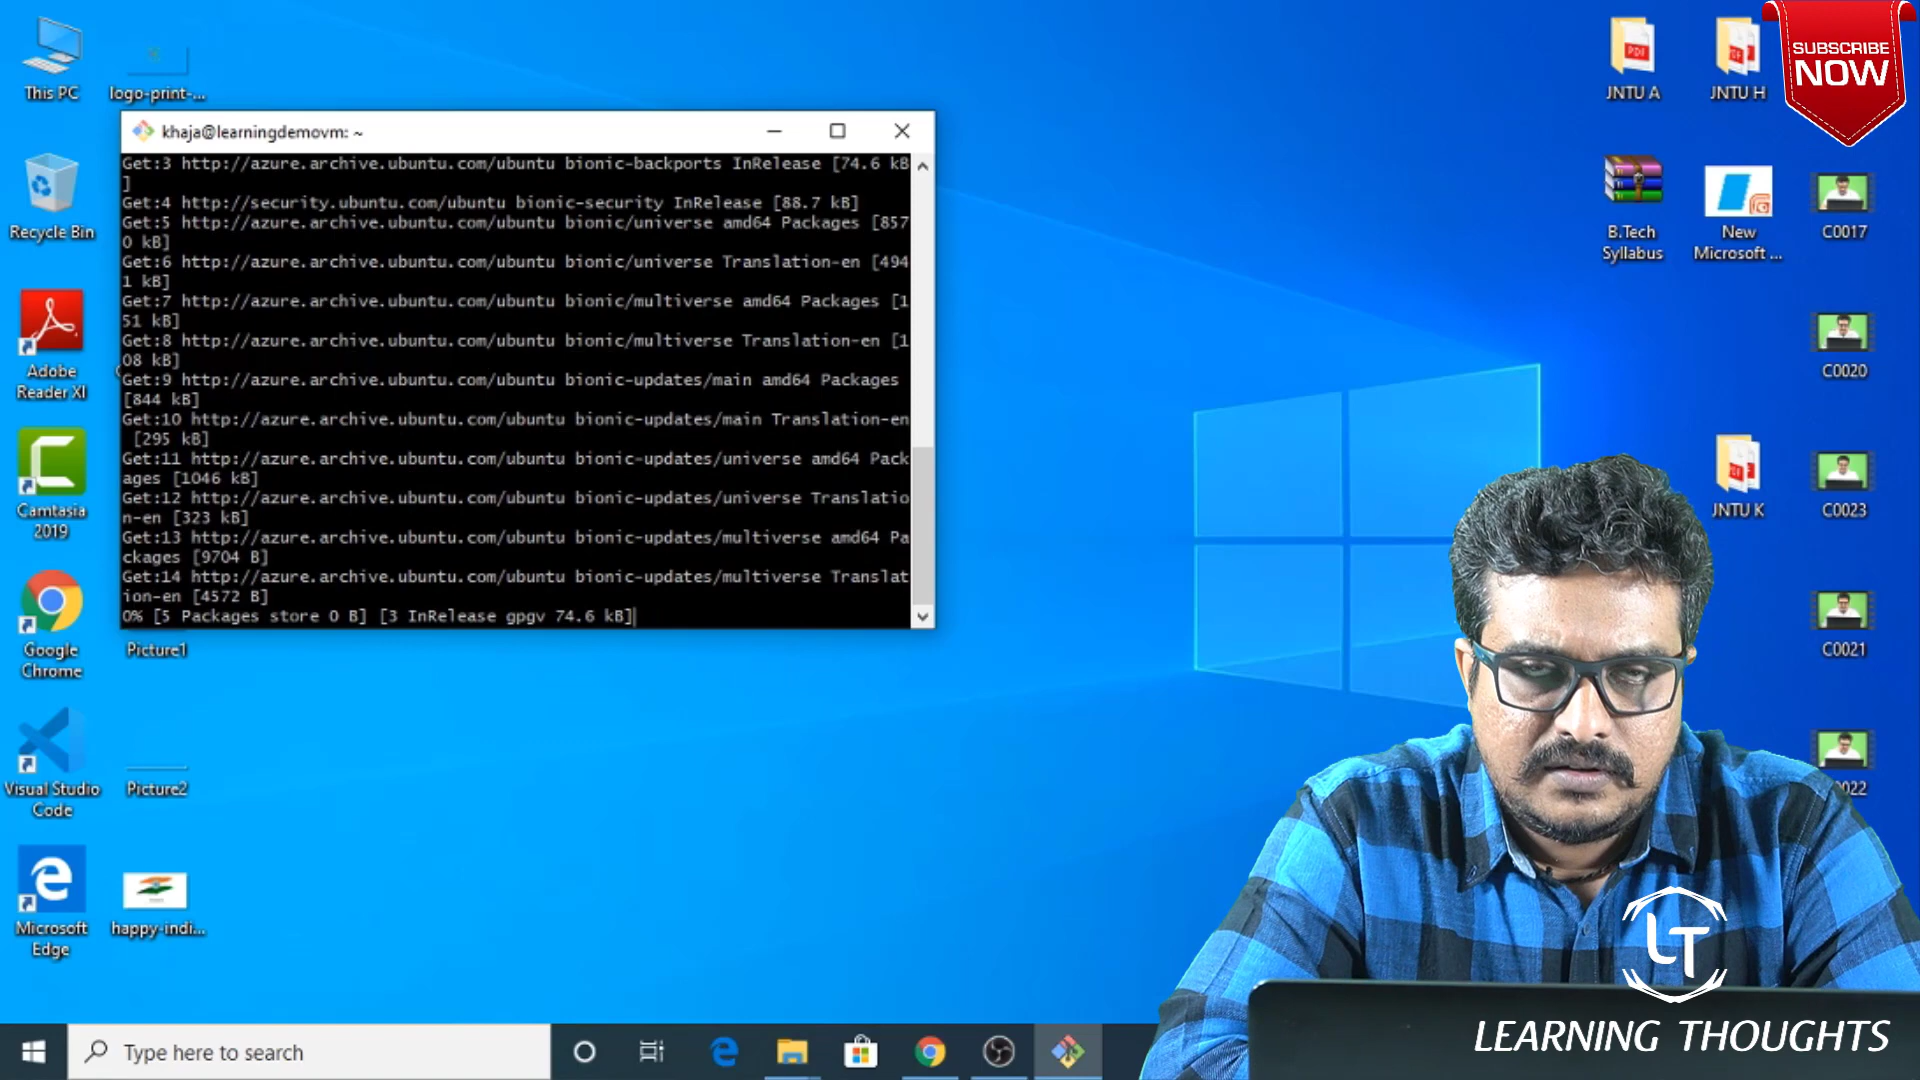 This PC
logo-print-...
Recycle Bin
Adobe
Reader XI
Camtasia
2019
Google
Chrome
Picture1
Visual Studio
Code
Picture2
Microsoft
Edge
happy-indi...
khaja@learningdemovm: ~
Get:3 http://azure.archive.ubuntu.com/ubuntu bionic-backports InRelease [74.6 kB
]
Get:4 http://security.ubuntu.com/ubuntu bionic-security InRelease [88.7 kB]
Get:5 http://azure.archive.ubuntu.com/ubuntu bionic/universe amd64 Packages [857
0 kB]
Get:6 http://azure.archive.ubuntu.com/ubuntu bionic/universe Translation-en [494
1 kB]
Get:7 http://azure.archive.ubuntu.com/ubuntu bionic/multiverse amd64 Packages [1
51 kB]
Get:8 http://azure.archive.ubuntu.com/ubuntu bionic/multiverse Translation-en [1
08 kB]
Get:9 http://azure.archive.ubuntu.com/ubuntu bionic-updates/main amd64 Packages
[844 kB]
Get:10 http://azure.archive.ubuntu.com/ubuntu bionic-updates/main Translation-en
[295 kB]
Get:11 http://azure.archive.ubuntu.com/ubuntu bionic-updates/universe amd64 Pack
ages [1046 kB]
Get:12 http://azure.archive.ubuntu.com/ubuntu bionic-updates/universe Translatio
n-en [323 kB]
Get:13 http://azure.archive.ubuntu.com/ubuntu bionic-updates/multiverse amd64 Pa
ckages [9704 B]
Get:14 http://azure.archive.ubuntu.com/ubuntu bionic-updates/multiverse Translat
ion-en [4572 B]
0% [5 Packages store 0 B] [3 InRelease gpgv 74.6 kB]
JNTU A
JNTU H
SUBSCRIBE
NOW
B.Tech
Syllabus
New
Microsoft ...
C0017
C0020
JNTU K
C0023
C0021
022
LT
LEARNING THOUGHTS
Type here to search